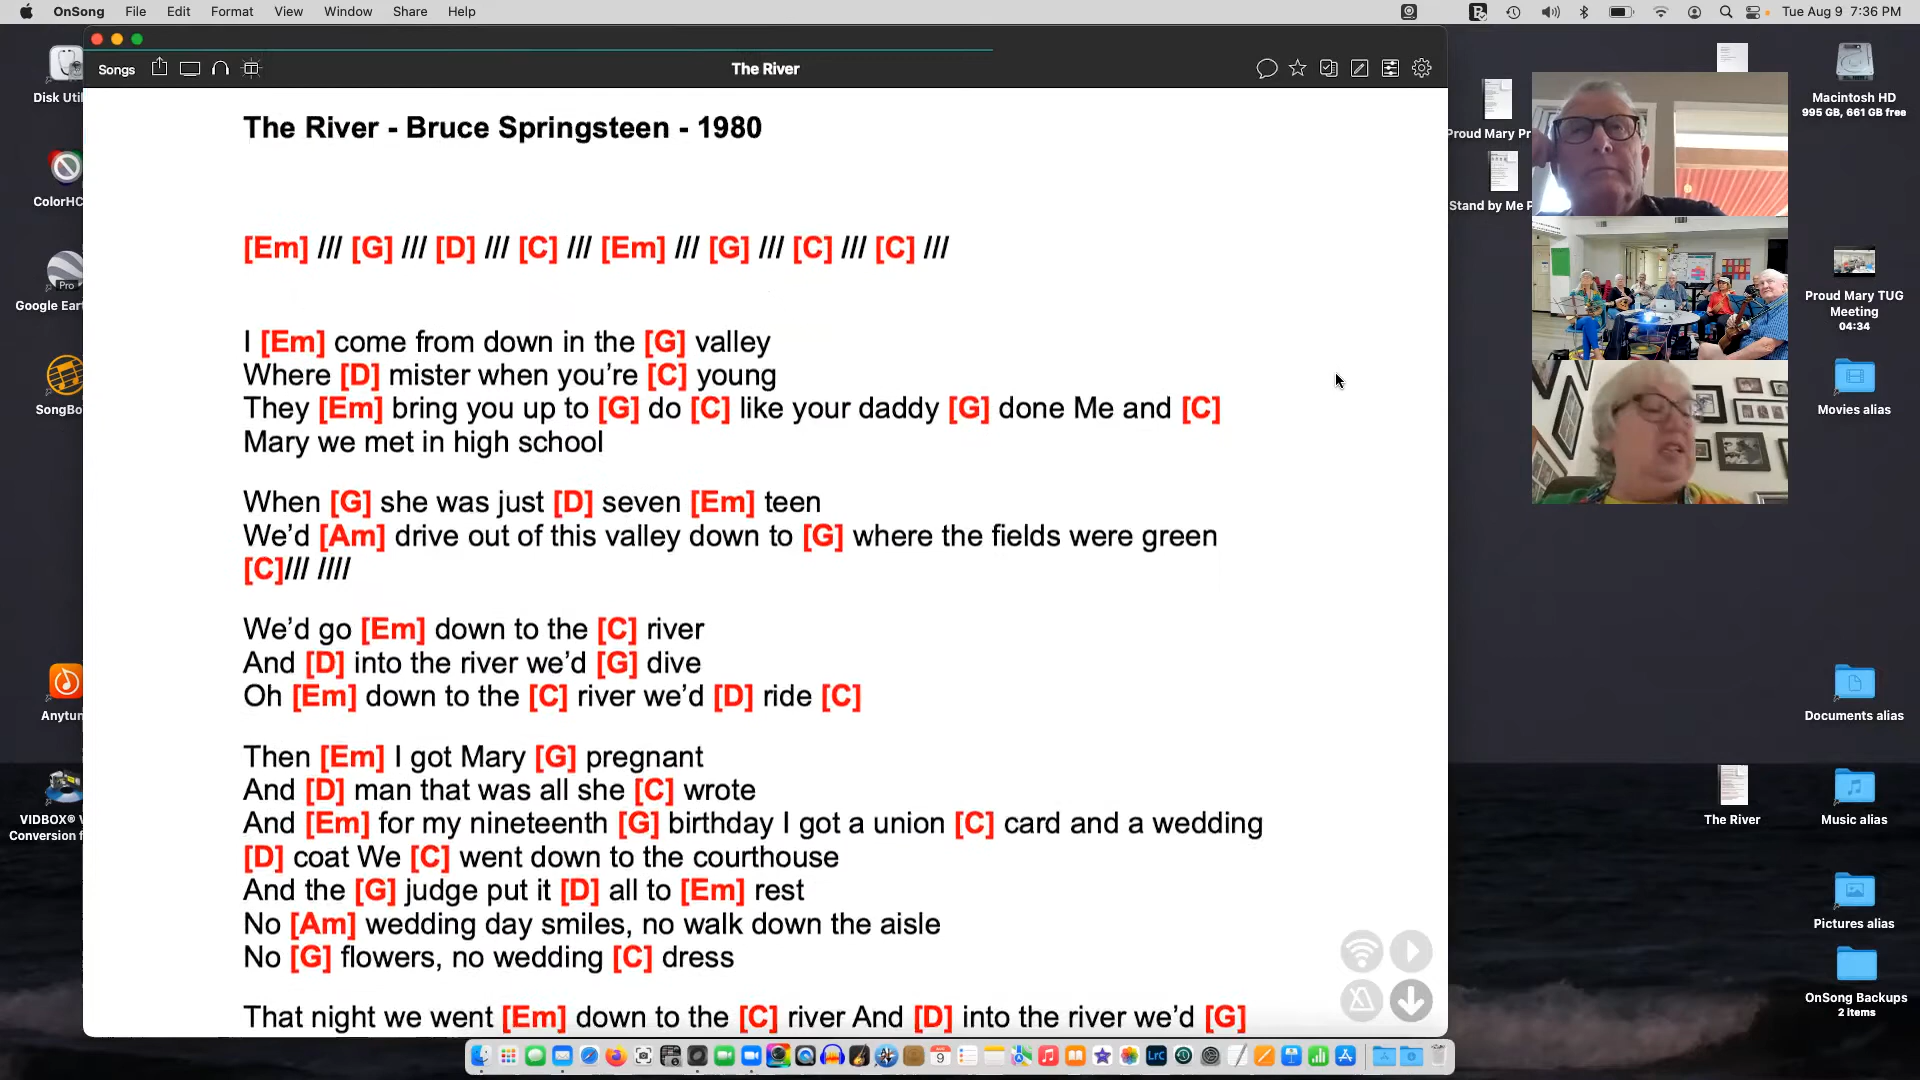 OnSong File Edit Format View Window Share Help Tue Aug 9 7:36 PM
Songs The River
The River - Bruce Springsteen - 1980
[Em] /// [G] /// [D] /// [C] /// [Em] /// [G] /// [C] /// [C] ///
I [Em] come from down in the [G] valley
Where [D] mister when you’re [C] young
They [Em] bring you up to [G] do [C] like your daddy [G] done Me and [C]
Mary we met in high school
When [G] she was just [D] seven [Em] teen
We’d [Am] drive out of this valley down to [G] where the fields were green
[C]/// ////
We’d go [Em] down to the [C] river
And [D] into the river we’d [G] dive
Oh [Em] down to the [C] river we’d [D] ride [C]
Then [Em] I got Mary [G] pregnant
And [D] man that was all she [C] wrote
And [Em] for my nineteenth [G] birthday I got a union [C] card and a wedding
[D] coat We [C] went down to the courthouse
And the [G] judge put it [D] all to [Em] rest
No [Am] wedding day smiles, no walk down the aisle
No [G] flowers, no wedding [C] dress
That night we went [Em] down to the [C] river And [D] into the river we’d [G]
Disk Util
ColorHC
Pro
Google Eart
SongBo
Anytun
VIDBOX® V
Conversion f
Proud Mary Pr
Stand by Me P
The River
Macintosh HD
995 GB, 661 GB free
Proud Mary TUG
Meeting
04:34
Movies alias
Documents alias
Music alias
Pictures alias
OnSong Backups
2 items
9
LrC